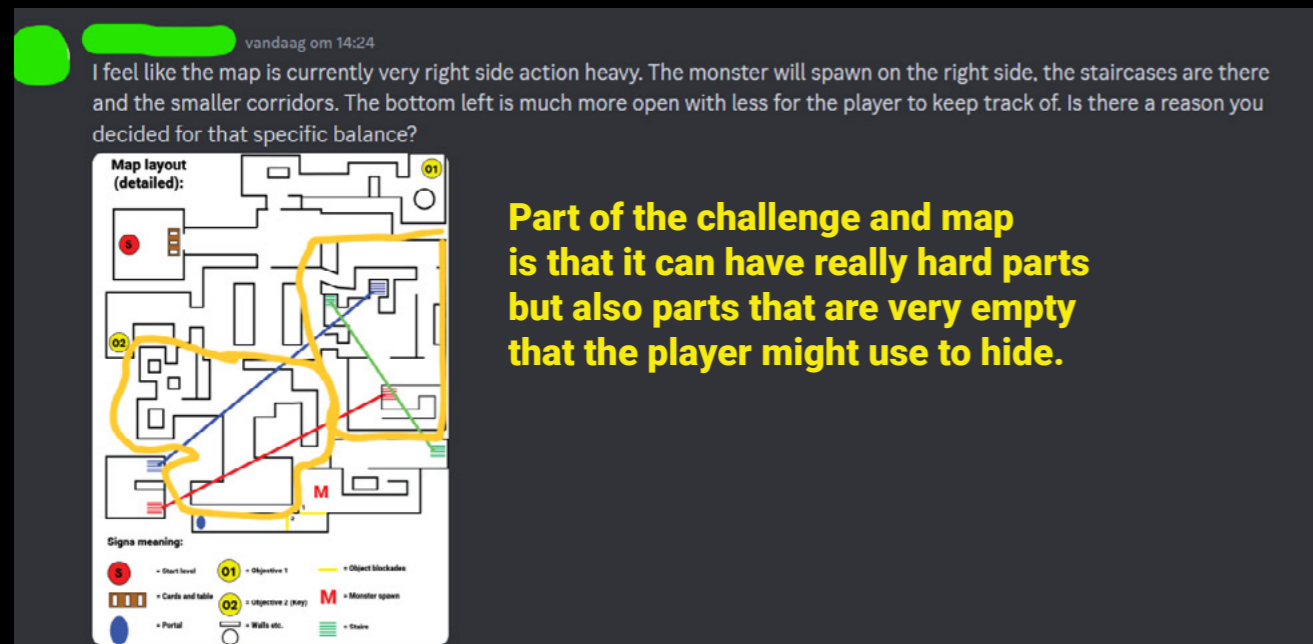 vandaag om 14:24
I feel like the map is currently very right side action heavy. The monster will spawn on the right side, the staircases are there
and the smaller corridors. The bottom left is much more open with less for the player to keep track of. Is there a reason you
decided for that specific balance?
Map layout
(detailed):
01
S
02
M
1
2
Part of the challenge and map
is that it can have really hard parts
but also parts that are very empty
that the player might use to hide.
Signs meaning:
S = Start level 01 = Objective 1 = Object blockades
= Cards and table 02 = Objective 2 (Key) M = Monster spawn
= Portal = Walls etc. = Stairs